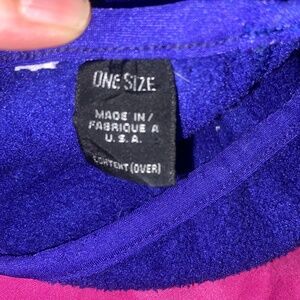 ONE SIZE
MADE IN/
FABRIQUE A
U.S.A.
CONTENT (OVER)